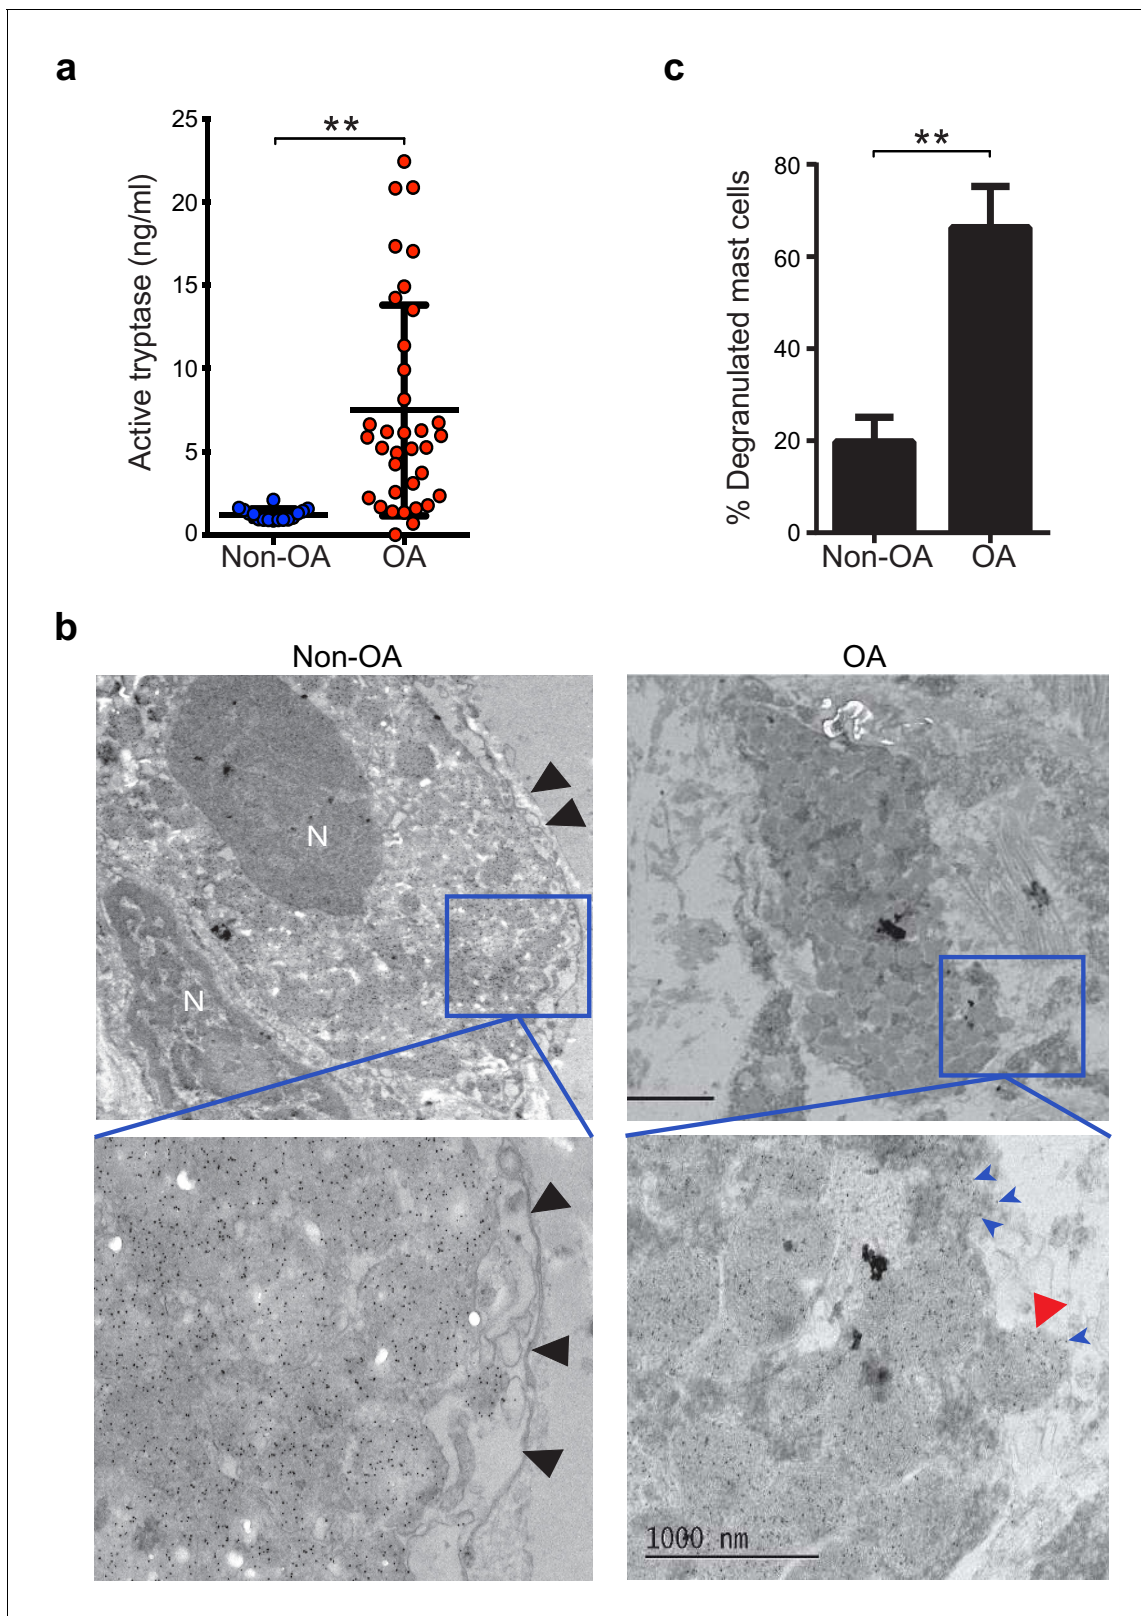 a
**
25
20
15
10
5
0
Active tryptase (ng/ml)
Non-OA
OA
c
**
80
60
40
20
0
% Degranulated mast cells
Non-OA
OA
b
Non-OA
OA
N
N
1000 nm